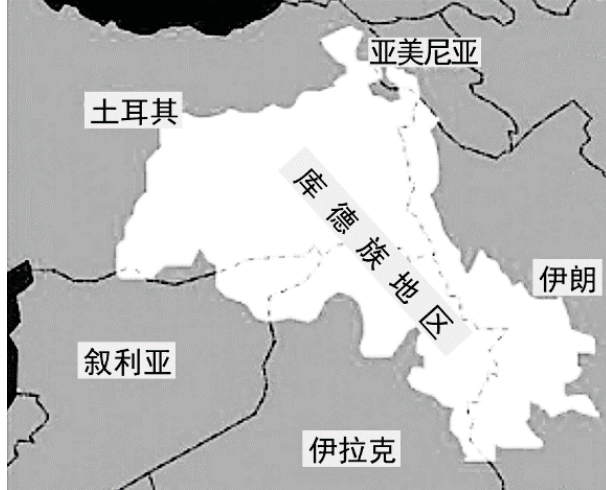 亚美尼亚
土耳其
库德族地区
伊朗
叙利亚
伊拉克